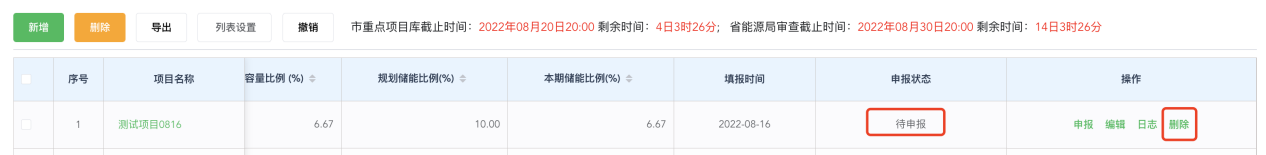 新增 删除 导出 列表设置 撤销 市重点项目库截止时间：2022年08月20日20:00 剩余时间：4日3时26分; 省能源局审查截止时间：2022年08月30日20:00 剩余时间：14日3时26分
序号 项目名称 容量比例 (%) 规划储能比例(%) 本期储能比例(%) 填报时间 申报状态 操作
1 测试项目0816 6.67 10.00 6.67 2022-08-16 待申报 申报 编辑 日志 删除